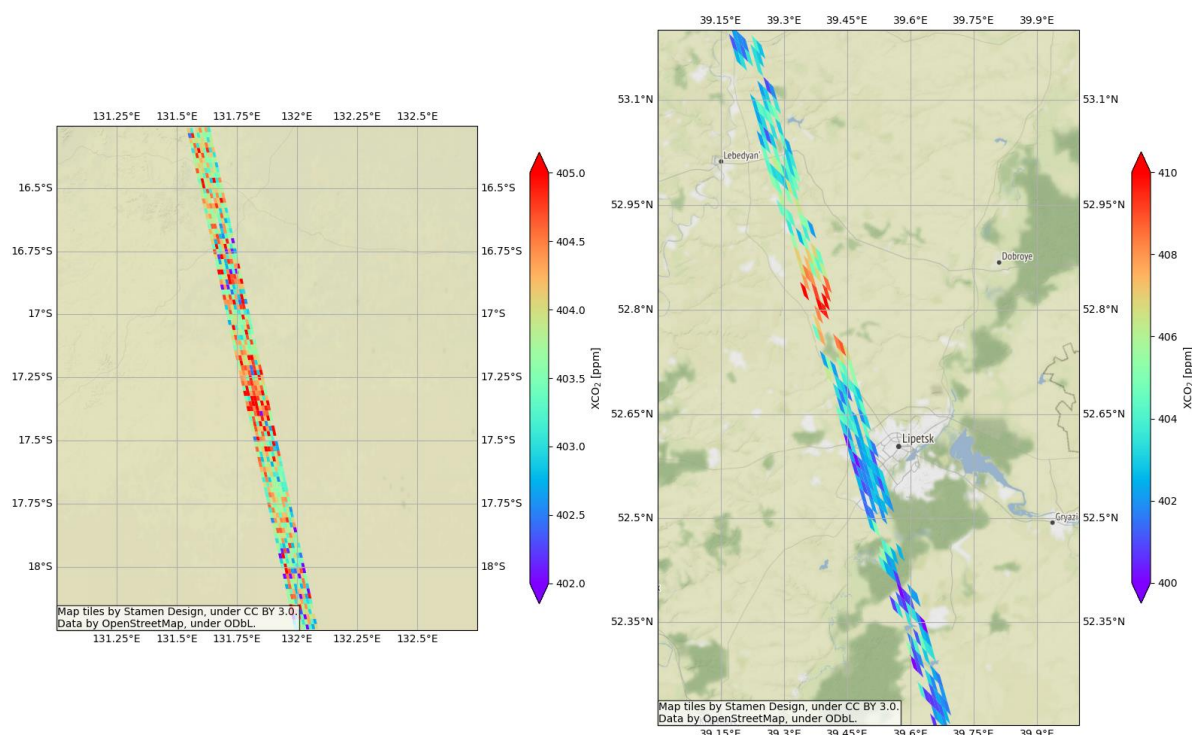 131.25°E 131.5°E 131.75°E 132°E 132.25°E 132.5°E
16.5°S 16.5°S
16.75°S 16.75°S
17°S 17°S
17.25°S 17.25°S
17.5°S 17.5°S
17.75°S 17.75°S
18°S 18°S
Map tiles by Stamen Design, under CC BY 3.0.
Data by OpenStreetMap, under ODbL.
131.25°E 131.5°E 131.75°E 132°E 132.25°E 132.5°E
405.0
404.5
404.0
403.5
403.0
402.5
402.0
XCO₂ [ppm]
39.15°E 39.3°E 39.45°E 39.6°E 39.75°E 39.9°E
53.1°N 53.1°N
Lebedyan'
52.95°N 52.95°N
Dobroye
52.8°N 52.8°N
52.65°N 52.65°N
Lipetsk
52.5°N 52.5°N
Gryazi
52.35°N 52.35°N
Map tiles by Stamen Design, under CC BY 3.0.
Data by OpenStreetMap, under ODbL.
39.15°E 39.3°E 39.45°E 39.6°E 39.75°E 39.9°E
410
408
406
404
402
400
XCO₂ [ppm]